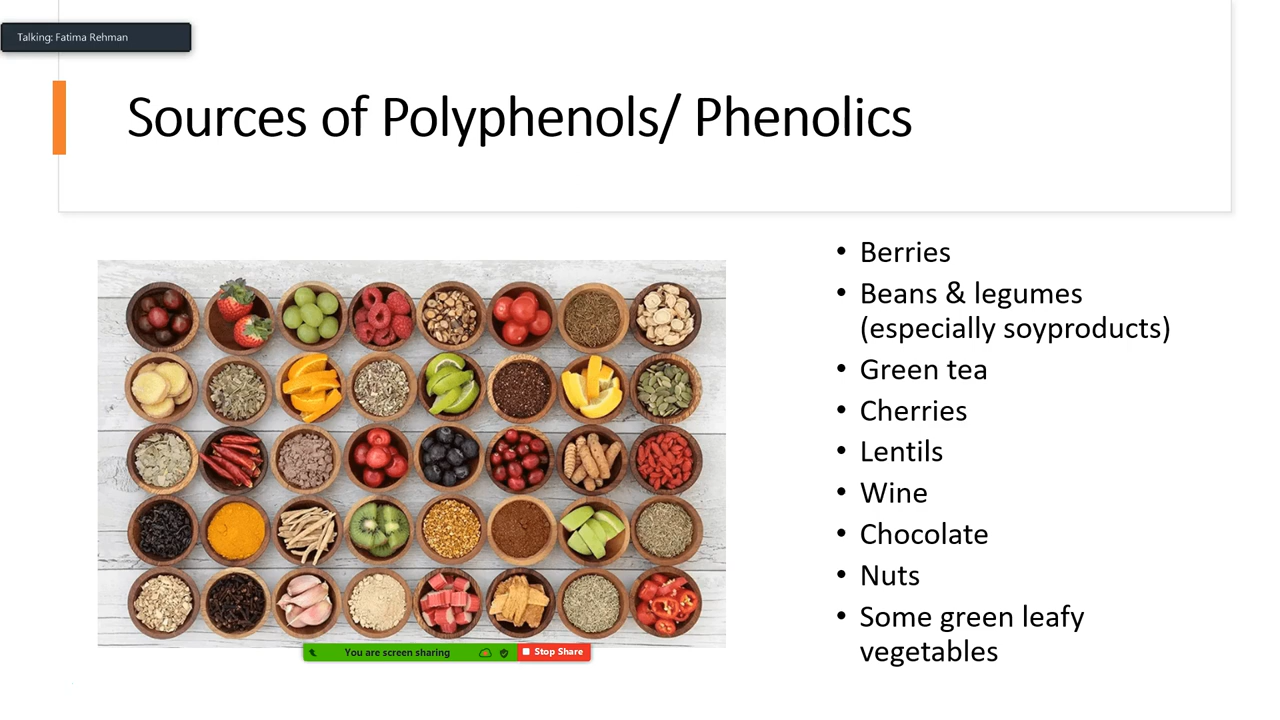 Talking: Fatima Rehman
Sources of Polyphenols/ Phenolics
• Berries
• Beans & legumes
(especially soyproducts)
• Green tea
• Cherries
• Lentils
• Wine
• Chocolate
• Nuts
• Some green leafy
vegetables
You are screen sharing
Stop Share